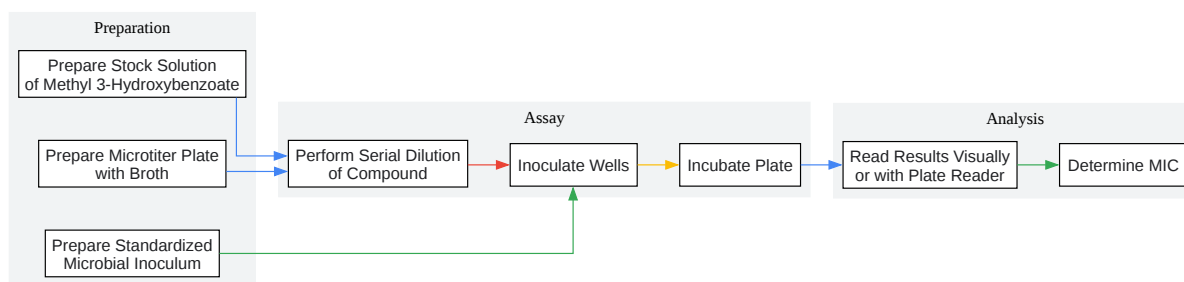 Preparation
Prepare Stock Solution
of Methyl 3-Hydroxybenzoate
Prepare Microtiter Plate
with Broth
Prepare Standardized
Microbial Inoculum
Assay
Perform Serial Dilution
of Compound
Inoculate Wells
Incubate Plate
Analysis
Read Results Visually
or with Plate Reader
Determine MIC